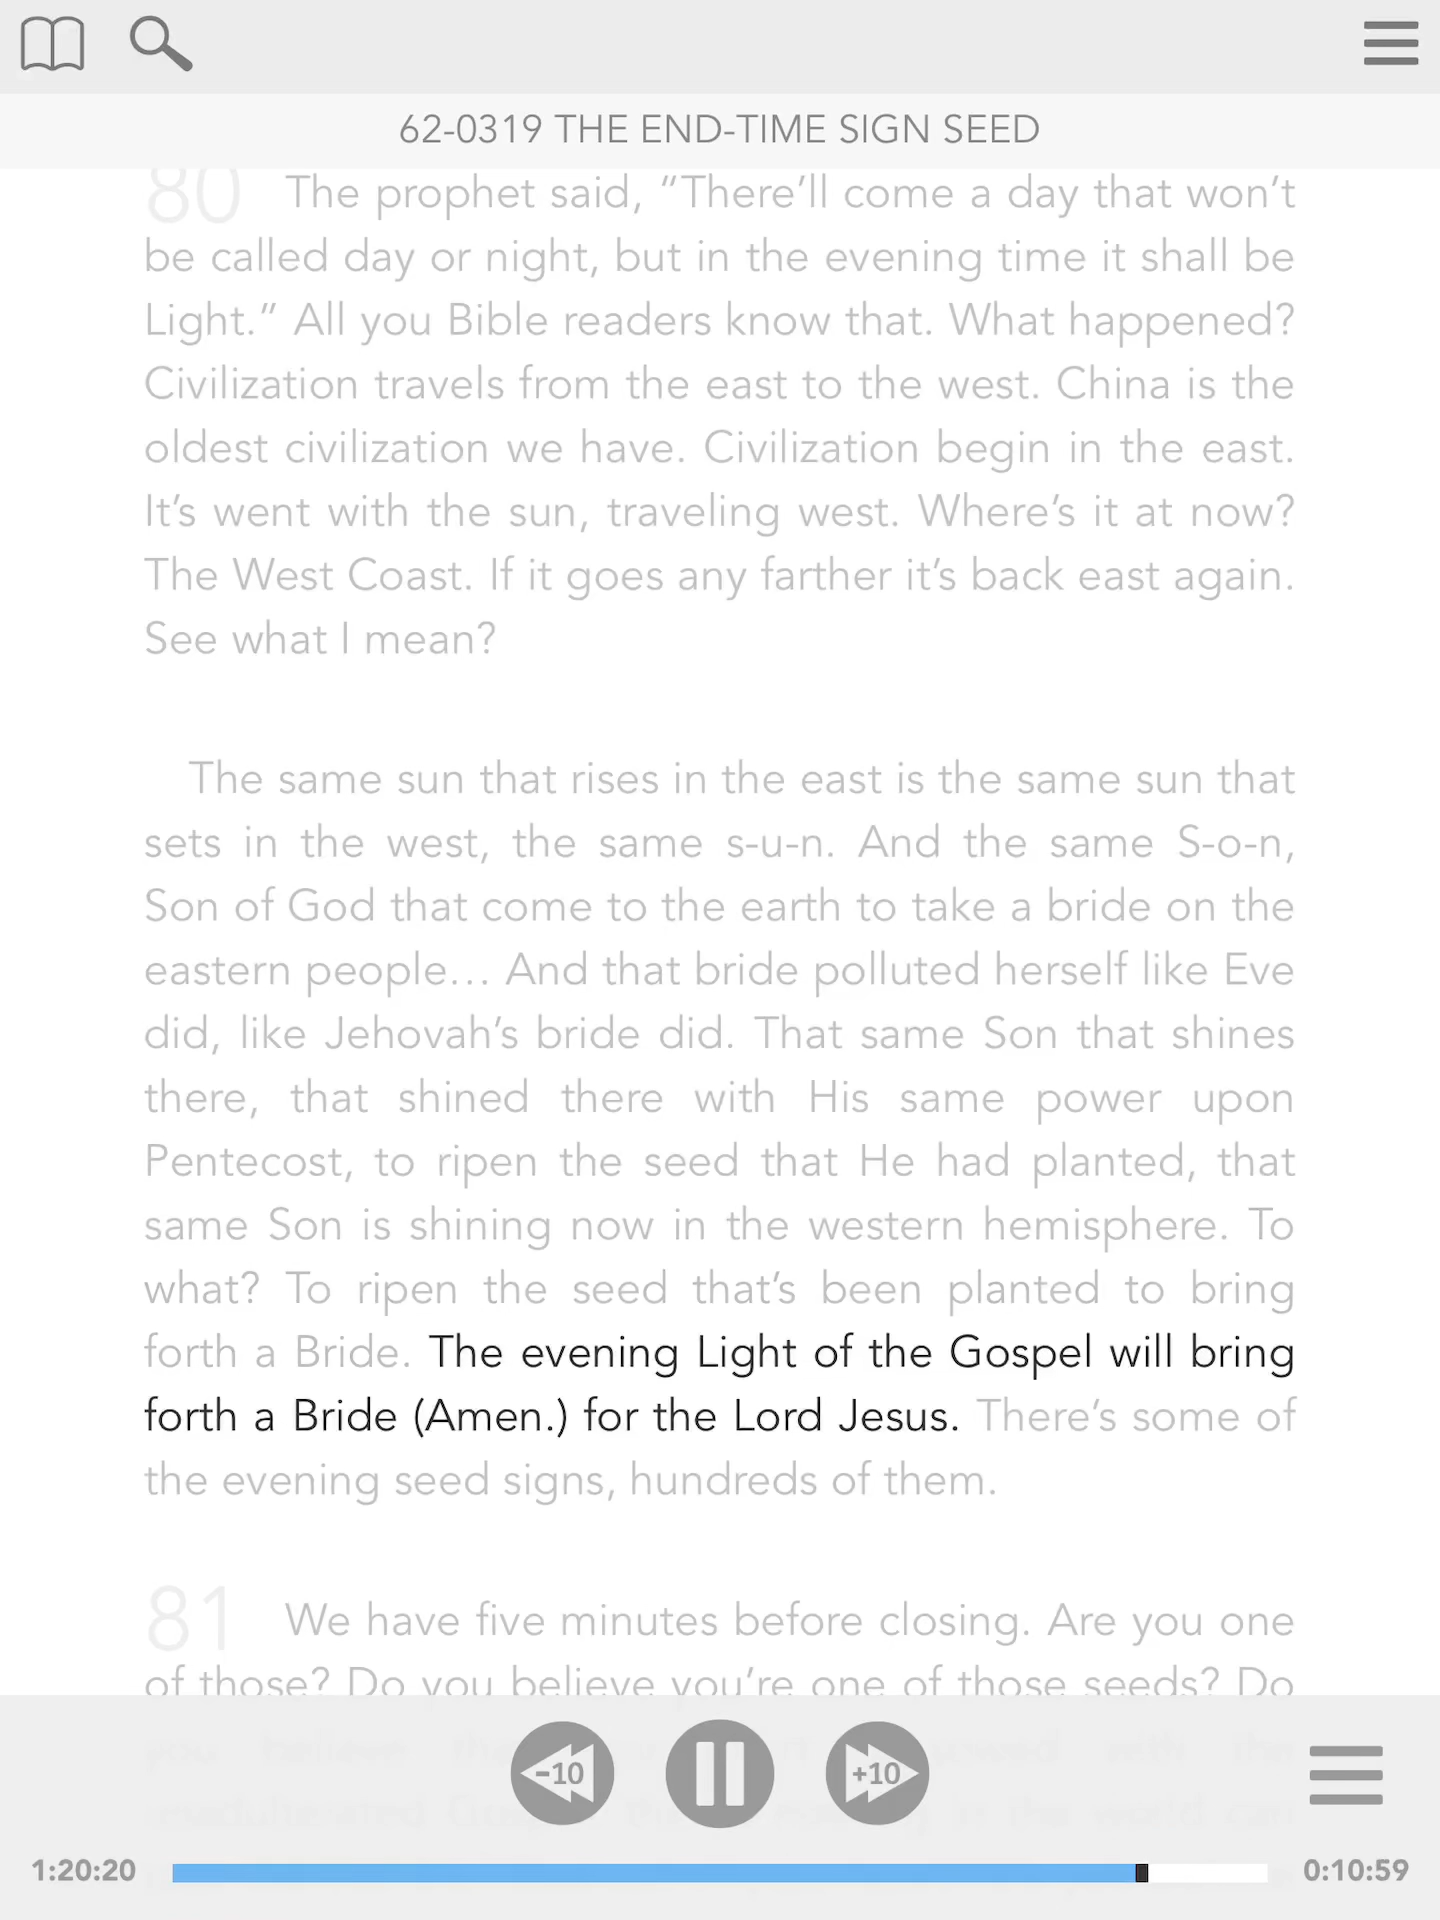 62-0319 THE END-TIME SIGN SEED
80 The prophet said, “There’ll come a day that won’t
be called day or night, but in the evening time it shall be
Light.” All you Bible readers know that. What happened?
Civilization travels from the east to the west. China is the
oldest civilization we have. Civilization begin in the east.
It’s went with the sun, traveling west. Where’s it at now?
The West Coast. If it goes any farther it’s back east again.
See what I mean?
The same sun that rises in the east is the same sun that
sets in the west, the same s-u-n. And the same S-o-n,
Son of God that come to the earth to take a bride on the
eastern people… And that bride polluted herself like Eve
did, like Jehovah’s bride did. That same Son that shines
there, that shined there with His same power upon
Pentecost, to ripen the seed that He had planted, that
same Son is shining now in the western hemisphere. To
what? To ripen the seed that’s been planted to bring
forth a Bride. The evening Light of the Gospel will bring
forth a Bride (Amen.) for the Lord Jesus. There’s some of
the evening seed signs, hundreds of them.
81 We have five minutes before closing. Are you one
of those? Do you believe you’re one of those seeds? Do
you believe sowed with the
-10 +10
1:20:20 0:10:59